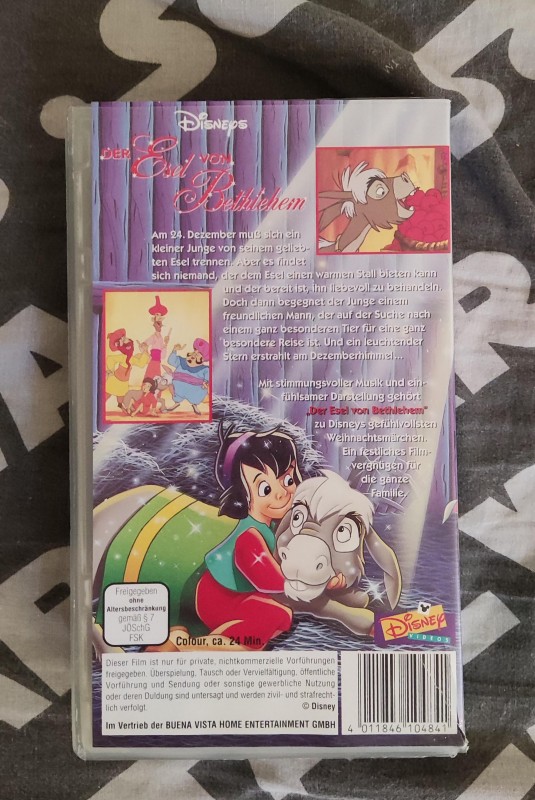 DISNEYS
DER Esel VON
Bethlehem
Am 24. Dezember muß sich ein
kleiner Junge von seinem gelieb-
ten Esel trennen. Aber es findet
sich niemand, der dem Esel einen warmen Stall bieten kann
und der bereit ist, ihn liebevoll zu behandeln.
Doch dann begegnet der Junge einem
freundlichen Mann, der auf der Suche nach
einem ganz besonderen Tier für eine ganz
besondere Reise ist. Und ein leuchtender
Stern erstrahlt am Dezemberhimmel...
Mit stimmungsvoller Musik und ein-
fühlsamer Darstellung gehört
„Der Esel von Bethlehem"
zu Disneys gefühlvollsten
Weihnachtsmärchen.
Ein festliches Film-
vergnügen für
die ganze
Familie.
Freigegeben
ohne
Altersbeschränkung
gemäß § 7
JÖSchG
FSK
Colour, ca. 24 Min.
DISNEY
VIDEOS
Dieser Film ist nur für private, nichtkommerzielle Vorführungen
freigegeben. Überspielung, Tausch oder Vervielfältigung, öffentliche
Vorführung und Sendung oder sonstige gewerbliche Nutzung
oder deren Duldung sind untersagt und werden zivil- und strafrecht-
lich verfolgt.
© Disney
Im Vertrieb der BUENA VISTA HOME ENTERTAINMENT GMBH
4 011846 104841